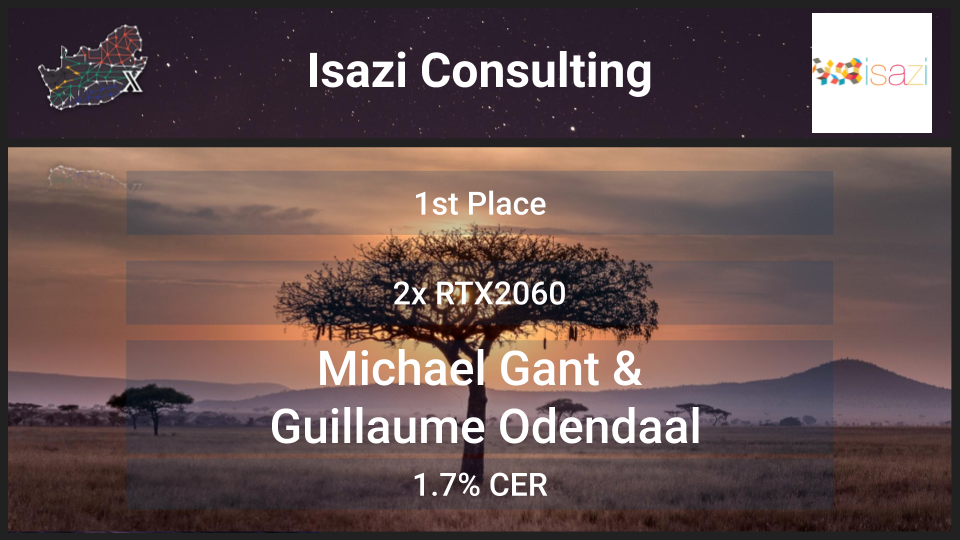 X
Isazi Consulting
isazi
1st Place
2x RTX2060
Michael Gant &
Guillaume Odendaal
1.7% CER